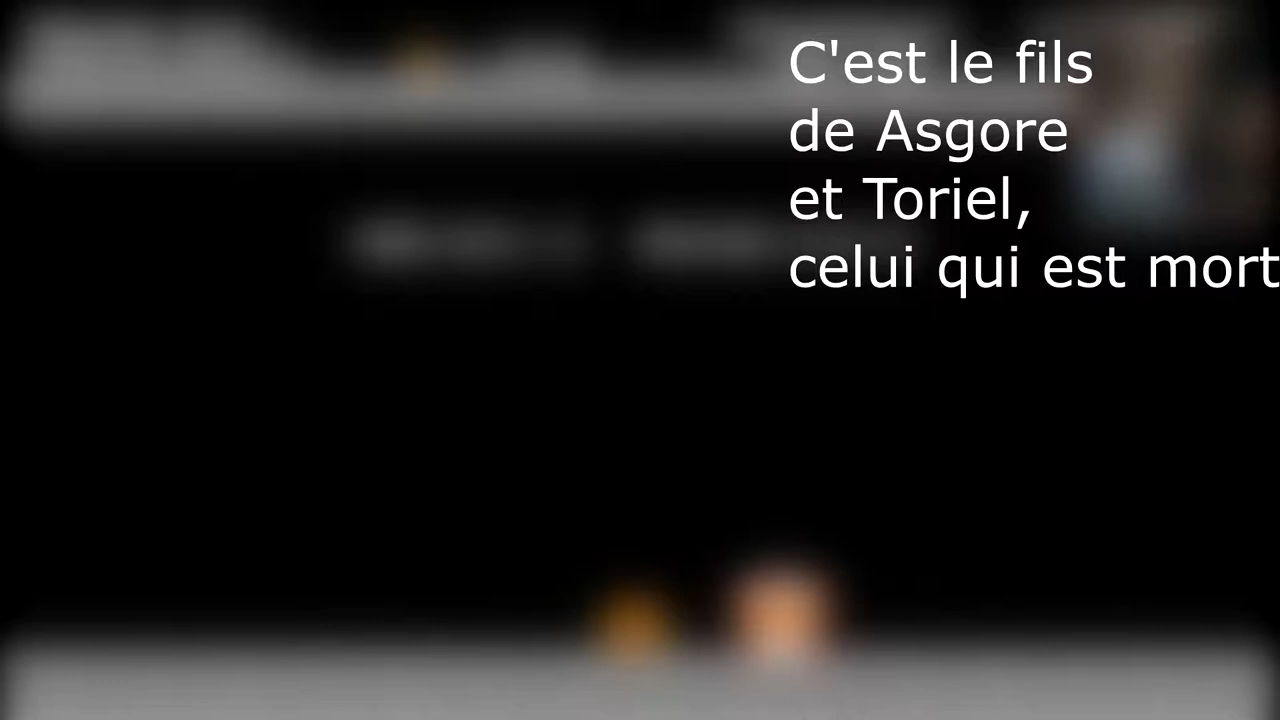 C'est le fils
de Asgore
et Toriel,
celui qui est mort